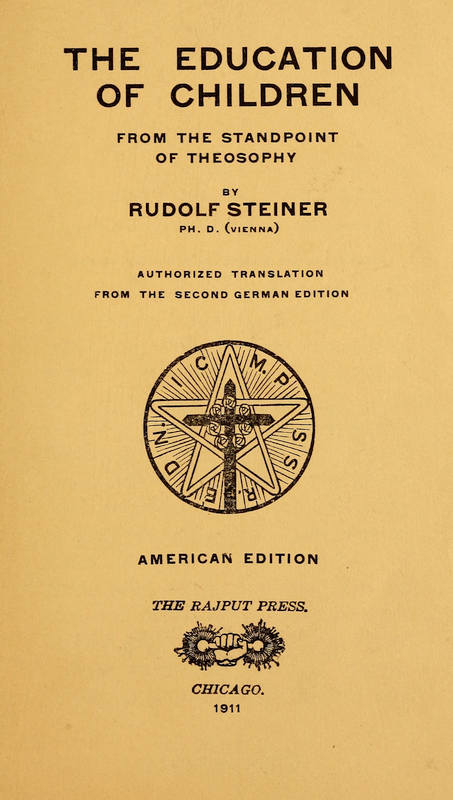 THE EDUCATION
OF CHILDREN
FROM THE STANDPOINT
OF THEOSOPHY
BY
RUDOLF STEINER
PH. D. (VIENNA)
AUTHORIZED TRANSLATION
FROM THE SECOND GERMAN EDITION
E. D. N. I. C. M. P. S S. R.
AMERICAN EDITION
THE RAJPUT PRESS.
CHICAGO.
1911